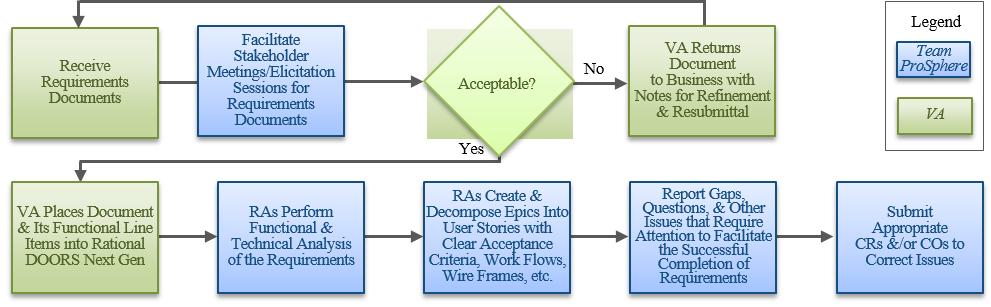 Receive
Requirements
Documents
Facilitate
Stakeholder
Meetings/Elicitation
Sessions for
Requirements
Documents
Acceptable?
No
VA Returns
Document
to Business with
Notes for Refinement
& Resubmittal
Legend
Team
ProSphere
VA
Yes
VA Places Document
& Its Functional Line
Items into Rational
DOORS Next Gen
RAs Perform
Functional &
Technical Analysis
of the Requirements
RAs Create &
Decompose Epics Into
User Stories with
Clear Acceptance
Criteria, Work Flows,
Wire Frames, etc.
Report Gaps,
Questions, & Other
Issues that Require
Attention to Facilitate
the Successful
Completion of
Requirements
Submit
Appropriate
CRs &/or COs to
Correct Issues